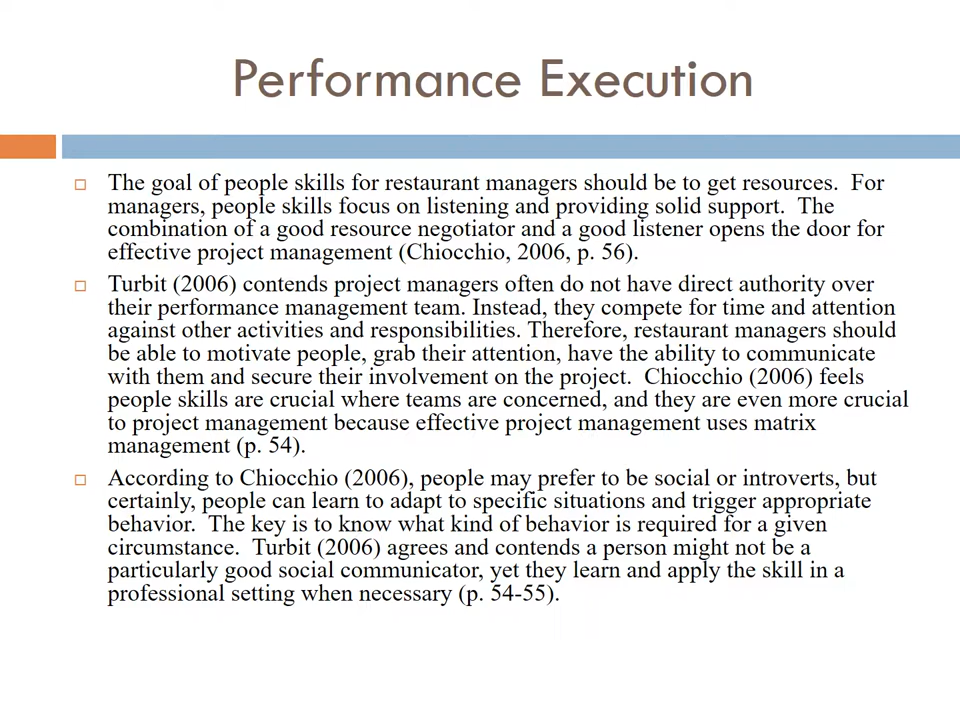 Performance Execution
The goal of people skills for restaurant managers should be to get resources.  For
managers, people skills focus on listening and providing solid support.  The
combination of a good resource negotiator and a good listener opens the door for
effective project management (Chiocchio, 2006, p. 56).
Turbit (2006) contends project managers often do not have direct authority over
their performance management team. Instead, they compete for time and attention
against other activities and responsibilities. Therefore, restaurant managers should
be able to motivate people, grab their attention, have the ability to communicate
with them and secure their involvement on the project.  Chiocchio (2006) feels
people skills are crucial where teams are concerned, and they are even more crucial
to project management because effective project management uses matrix
management (p. 54).
According to Chiocchio (2006), people may prefer to be social or introverts, but
certainly, people can learn to adapt to specific situations and trigger appropriate
behavior.  The key is to know what kind of behavior is required for a given
circumstance.  Turbit (2006) agrees and contends a person might not be a
particularly good social communicator, yet they learn and apply the skill in a
professional setting when necessary (p. 54-55).